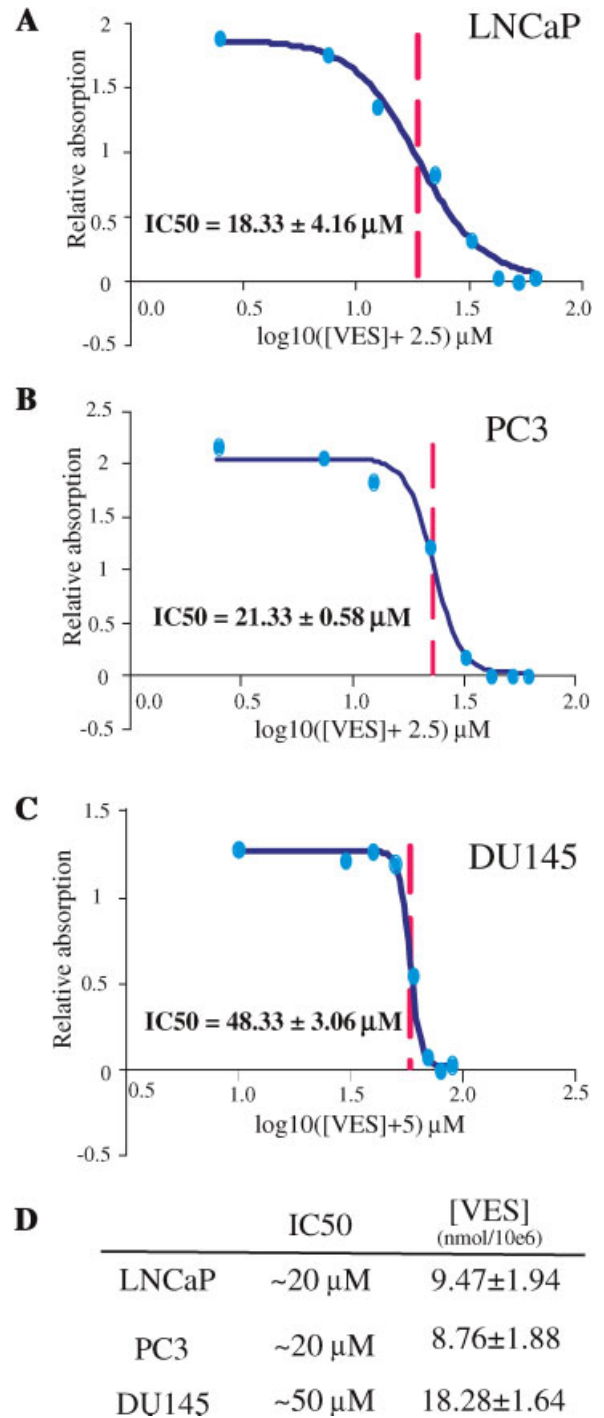 A
LNCaP
2
1.5
1
0.5
0
-0.5
Relative absorption
IC50 = 18.33 ± 4.16 µM
0.0 1.0 1.5 2.0
log10([VES]+ 2.5) µM
B
PC3
2.5
2
1.5
1
0.5
0
-0.5
Relative absorption
IC50 = 21.33 ± 0.58 µM
0.0 1.0 1.5 2.0
log10([VES]+ 2.5) µM
C
DU145
1.5
1
0.5
0
-0.5
Relative absorption
IC50 = 48.33 ± 3.06 µM
0.5 1.0 1.5 2.0 2.5
log10([VES]+5) µM
D
IC50 [VES]
(nmol/10e6)
LNCaP ~20 µM 9.47±1.94
PC3 ~20 µM 8.76±1.88
DU145 ~50 µM 18.28±1.64